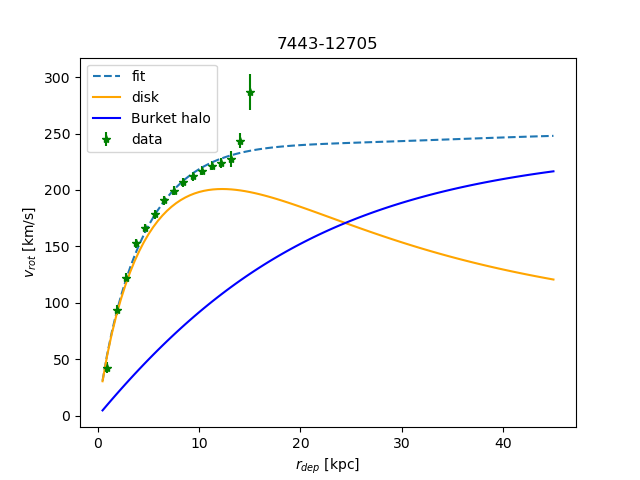 7443-12705
fit
disk
Burket halo
data
300
250
200
150
100
50
0
v_rot [km/s]
0 10 20 30 40
r_dep [kpc]